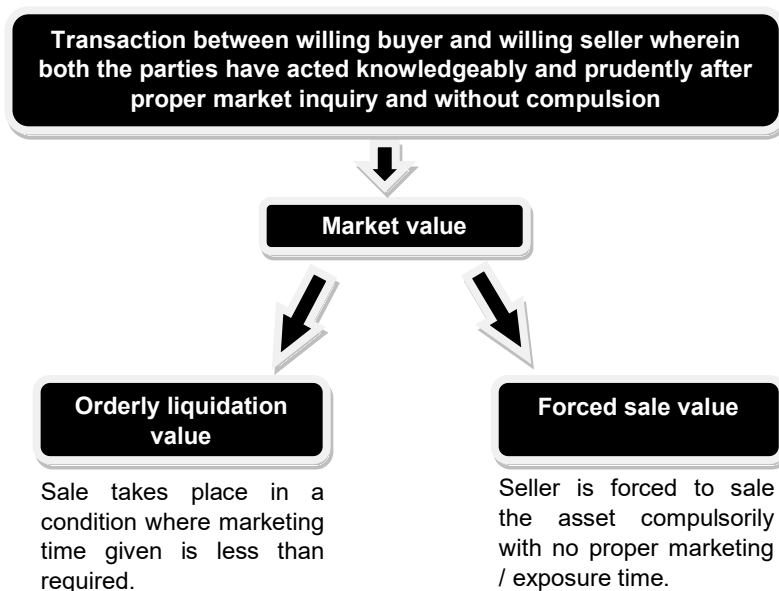 Transaction between willing buyer and willing seller wherein
both the parties have acted knowledgeably and prudently after
proper market inquiry and without compulsion
Market value
Orderly liquidation
value
Sale takes place in a
condition where marketing
time given is less than
required.
Forced sale value
Seller is forced to sale
the asset compulsorily
with no proper marketing
/ exposure time.